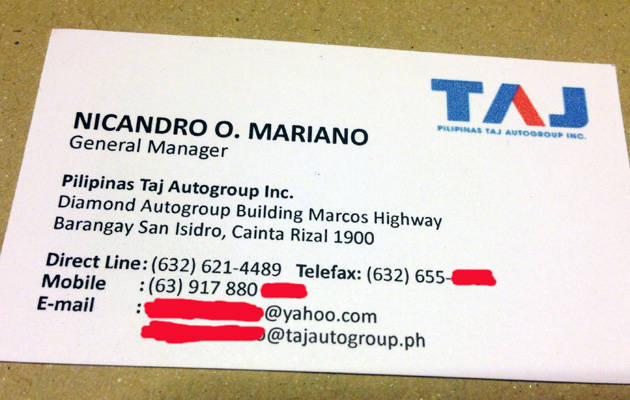 TAJ
PILIPINAS TAJ AUTOGROUP INC.
NICANDRO O. MARIANO
General Manager
Pilipinas Taj Autogroup Inc.
Diamond Autogroup Building Marcos Highway
Barangay San Isidro, Cainta Rizal 1900
Direct Line: (632) 621-4489 Telefax: (632) 655-
Mobile : (63) 917 880
E-mail : @yahoo.com
@tajautogroup.ph